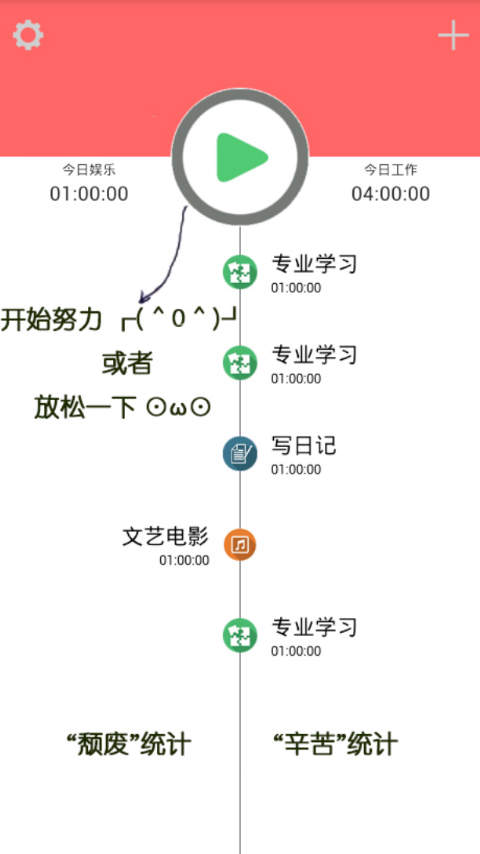 今日娱乐
01:00:00
今日工作
04:00:00
专业学习
01:00:00
开始努力 ┏(＾0＾)┛
或者
放松一下 ⊙ω⊙
专业学习
01:00:00
写日记
01:00:00
文艺电影
01:00:00
专业学习
01:00:00
“颓废”统计
“辛苦”统计